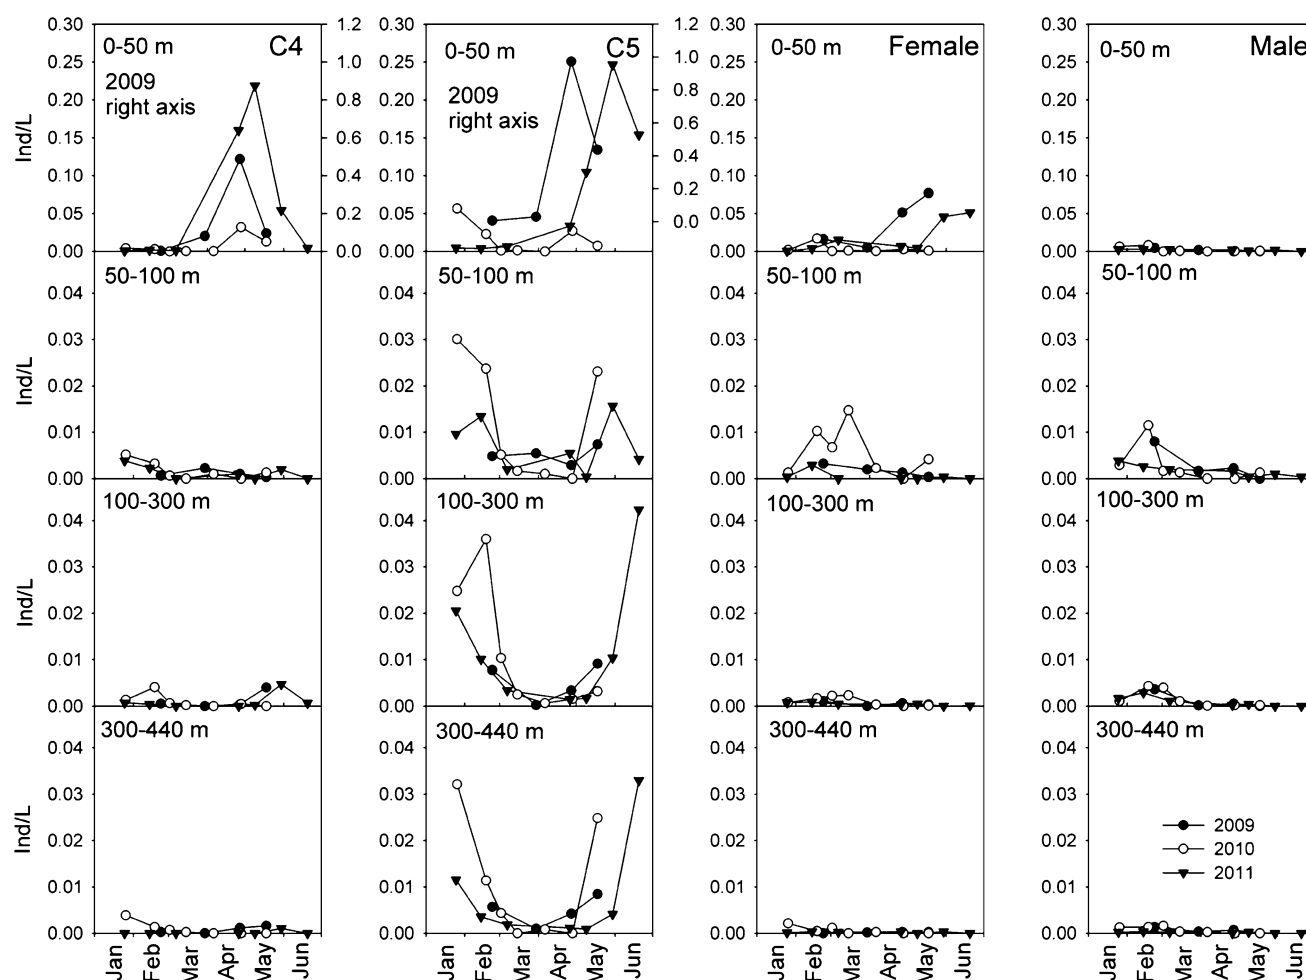 0.30 1.2 0.30 1.2 0.30 0.30
0-50 m C4 0-50 m C5 0-50 m Female 0-50 m Male
0.25 1.0 0.25 1.0 0.25 0.25
2009 2009
right axis right axis
0.20 0.8 0.20 0.8 0.20 0.20
Ind/L
0.15 0.6 0.15 0.6 0.15 0.15
0.10 0.4 0.10 0.4 0.10 0.10
0.05 0.2 0.05 0.2 0.05 0.05
0.00 0.0 0.00 0.0 0.00 0.00
50-100 m 50-100 m 50-100 m 50-100 m
0.04 0.04 0.04 0.04
0.03 0.03 0.03 0.03
Ind/L
0.02 0.02 0.02 0.02
0.01 0.01 0.01 0.01
0.00 0.00 0.00 0.00
100-300 m 100-300 m 100-300 m 100-300 m
0.04 0.04 0.04 0.04
0.03 0.03 0.03 0.03
Ind/L
0.02 0.02 0.02 0.02
0.01 0.01 0.01 0.01
0.00 0.00 0.00 0.00
300-440 m 300-440 m 300-440 m 300-440 m
0.04 0.04 0.04 0.04
0.03 0.03 0.03 0.03
Ind/L
0.02 0.02 0.02 0.02
2009
2010
2011
0.01 0.01 0.01 0.01
0.00 0.00 0.00 0.00
Jan Feb Mar Apr May Jun Jan Feb Mar Apr May Jun Jan Feb Mar Apr May Jun Jan Feb Mar Apr May Jun